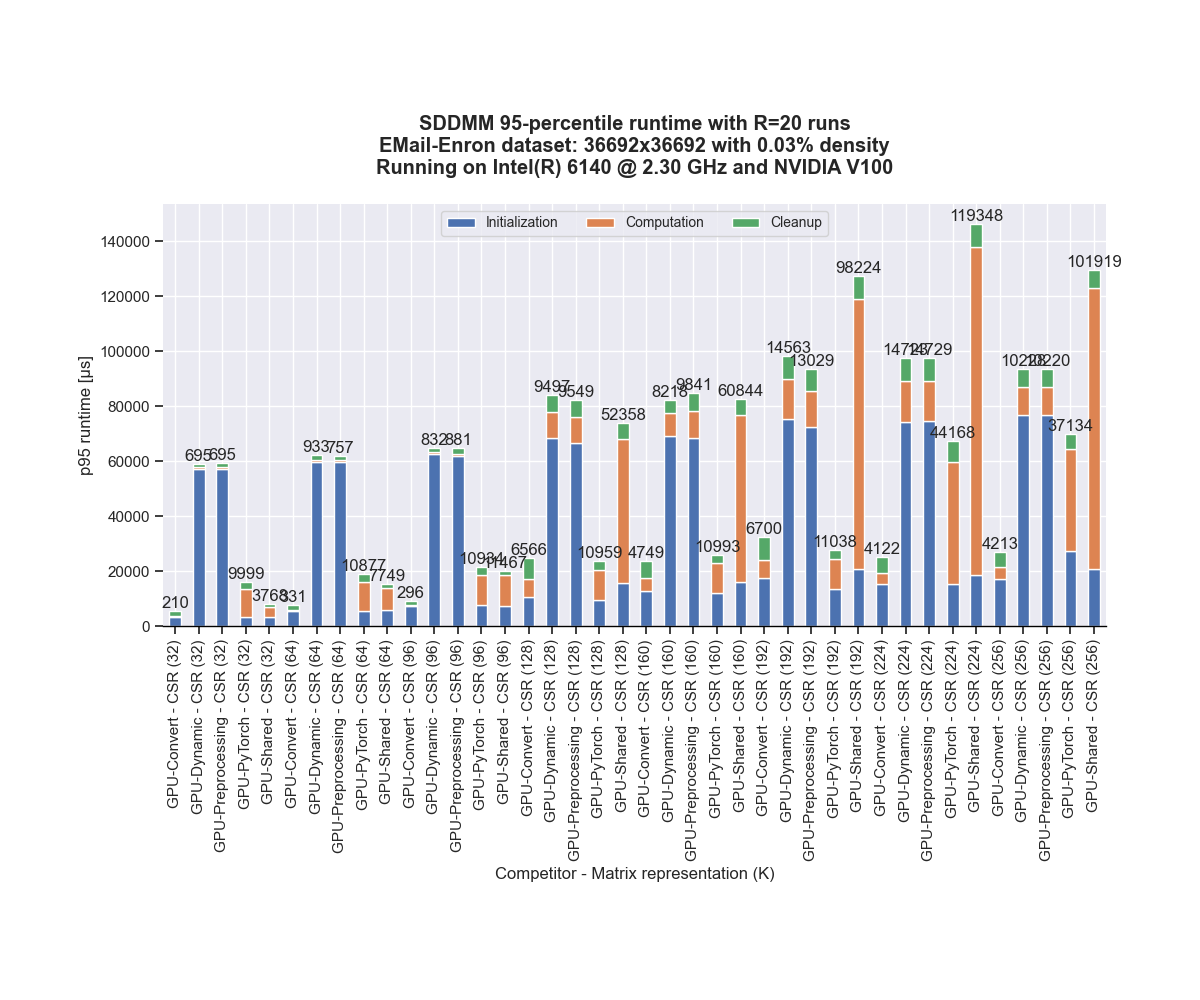 SDDMM 95-percentile runtime with R=20 runs
EMail-Enron dataset: 36692x36692 with 0.03% density
Running on Intel(R) 6140 @ 2.30 GHz and NVIDIA V100
Initialization Computation Cleanup
p95 runtime [µs]
140000
120000
100000
80000
60000
40000
20000
0
210
695
695
9999
3768
331
933
757
10877
7749
296
832
881
10934
11467
6566
9497
9549
10959
52358
4749
8218
9841
10993
60844
6700
14563
13029
11038
98224
4122
14729
44168
119348
4213
10220
37134
101919
GPU-Convert - CSR (32)
GPU-Dynamic - CSR (32)
GPU-Preprocessing - CSR (32)
GPU-PyTorch - CSR (32)
GPU-Shared - CSR (32)
GPU-Convert - CSR (64)
GPU-Dynamic - CSR (64)
GPU-Preprocessing - CSR (64)
GPU-PyTorch - CSR (64)
GPU-Shared - CSR (64)
GPU-Convert - CSR (96)
GPU-Dynamic - CSR (96)
GPU-Preprocessing - CSR (96)
GPU-PyTorch - CSR (96)
GPU-Shared - CSR (96)
GPU-Convert - CSR (128)
GPU-Dynamic - CSR (128)
GPU-Preprocessing - CSR (128)
GPU-PyTorch - CSR (128)
GPU-Shared - CSR (128)
GPU-Convert - CSR (160)
GPU-Dynamic - CSR (160)
GPU-Preprocessing - CSR (160)
GPU-PyTorch - CSR (160)
GPU-Shared - CSR (160)
GPU-Convert - CSR (192)
GPU-Dynamic - CSR (192)
GPU-Preprocessing - CSR (192)
GPU-PyTorch - CSR (192)
GPU-Shared - CSR (192)
GPU-Convert - CSR (224)
GPU-Dynamic - CSR (224)
GPU-Preprocessing - CSR (224)
GPU-PyTorch - CSR (224)
GPU-Shared - CSR (224)
GPU-Convert - CSR (256)
GPU-Dynamic - CSR (256)
GPU-Preprocessing - CSR (256)
GPU-PyTorch - CSR (256)
GPU-Shared - CSR (256)
Competitor - Matrix representation (K)